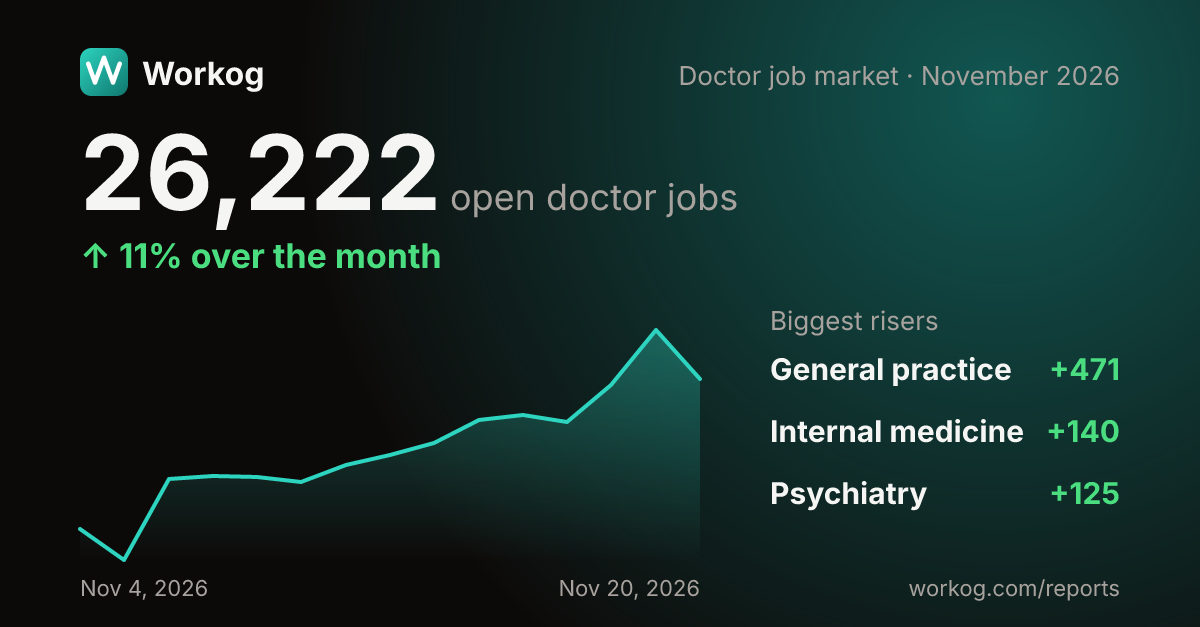 Workog
Doctor job market · November 2026
26,222 open doctor jobs
↑ 11% over the month
Biggest risers
General practice +471
Internal medicine +140
Psychiatry +125
Nov 4, 2026
Nov 20, 2026
workog.com/reports